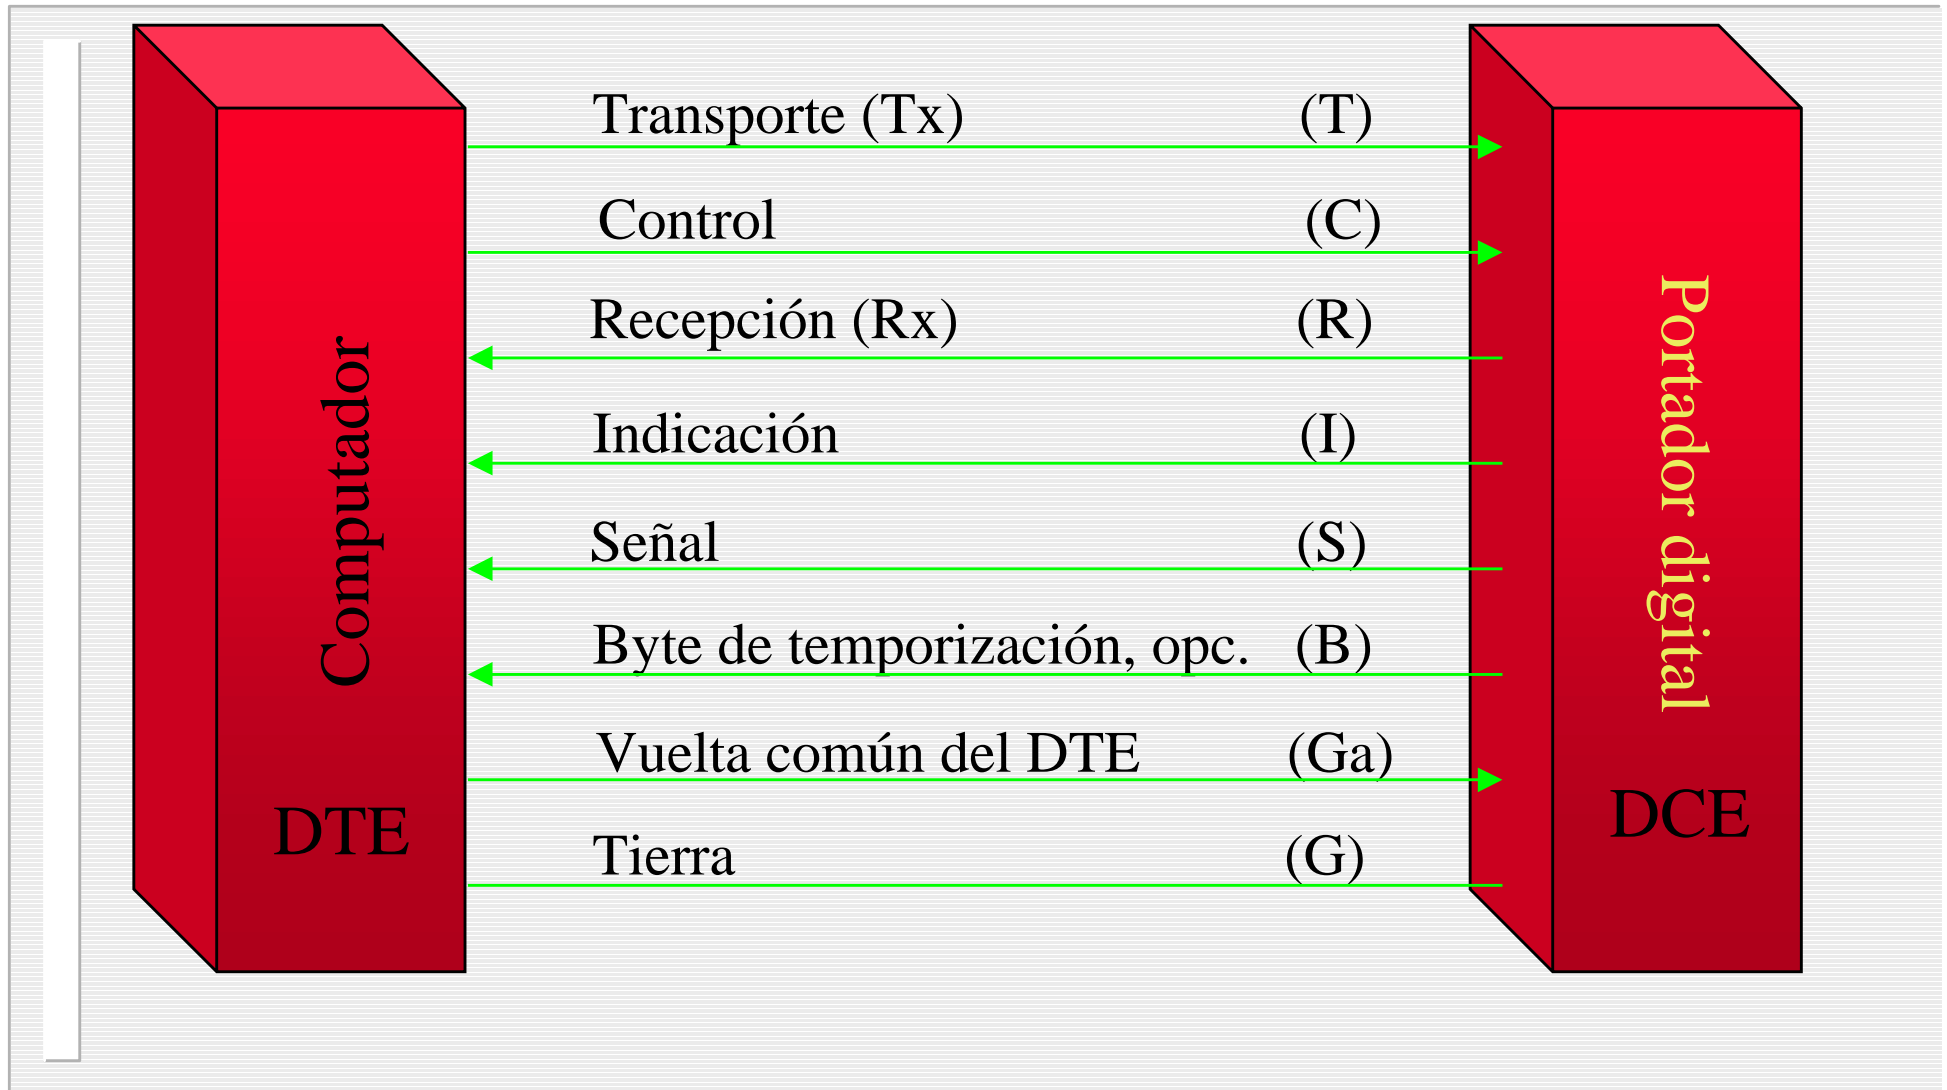 Transporte (Tx) (T)
Control (C)
Recepción (Rx) (R)
Indicación (I)
Señal (S)
Byte de temporización, opc. (B)
Vuelta común del DTE (Ga)
Tierra (G)
Computador
DTE
Portador digital
DCE